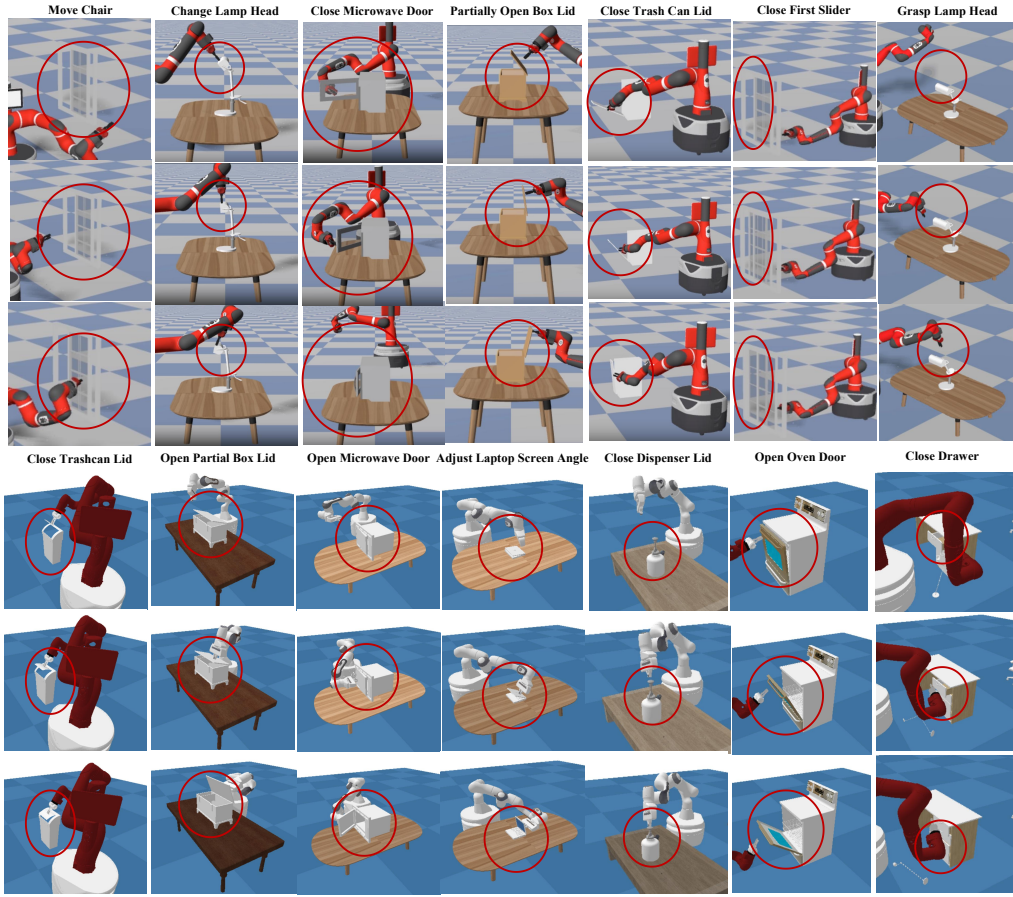 Move Chair
Change Lamp Head
Close Microwave Door
Partially Open Box Lid
Close Trash Can Lid
Close First Slider
Grasp Lamp Head
Close Trashcan Lid
Open Partial Box Lid
Open Microwave Door
Adjust Laptop Screen Angle
Close Dispenser Lid
Open Oven Door
Close Drawer